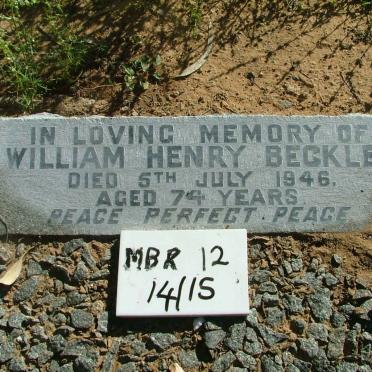 IN LOVING MEMORY OF
WILLIAM HENRY BECKLE
DIED 5TH JULY 1946.
AGED 74 YEARS
PEACE PERFECT PEACE
MBR 12
14/15